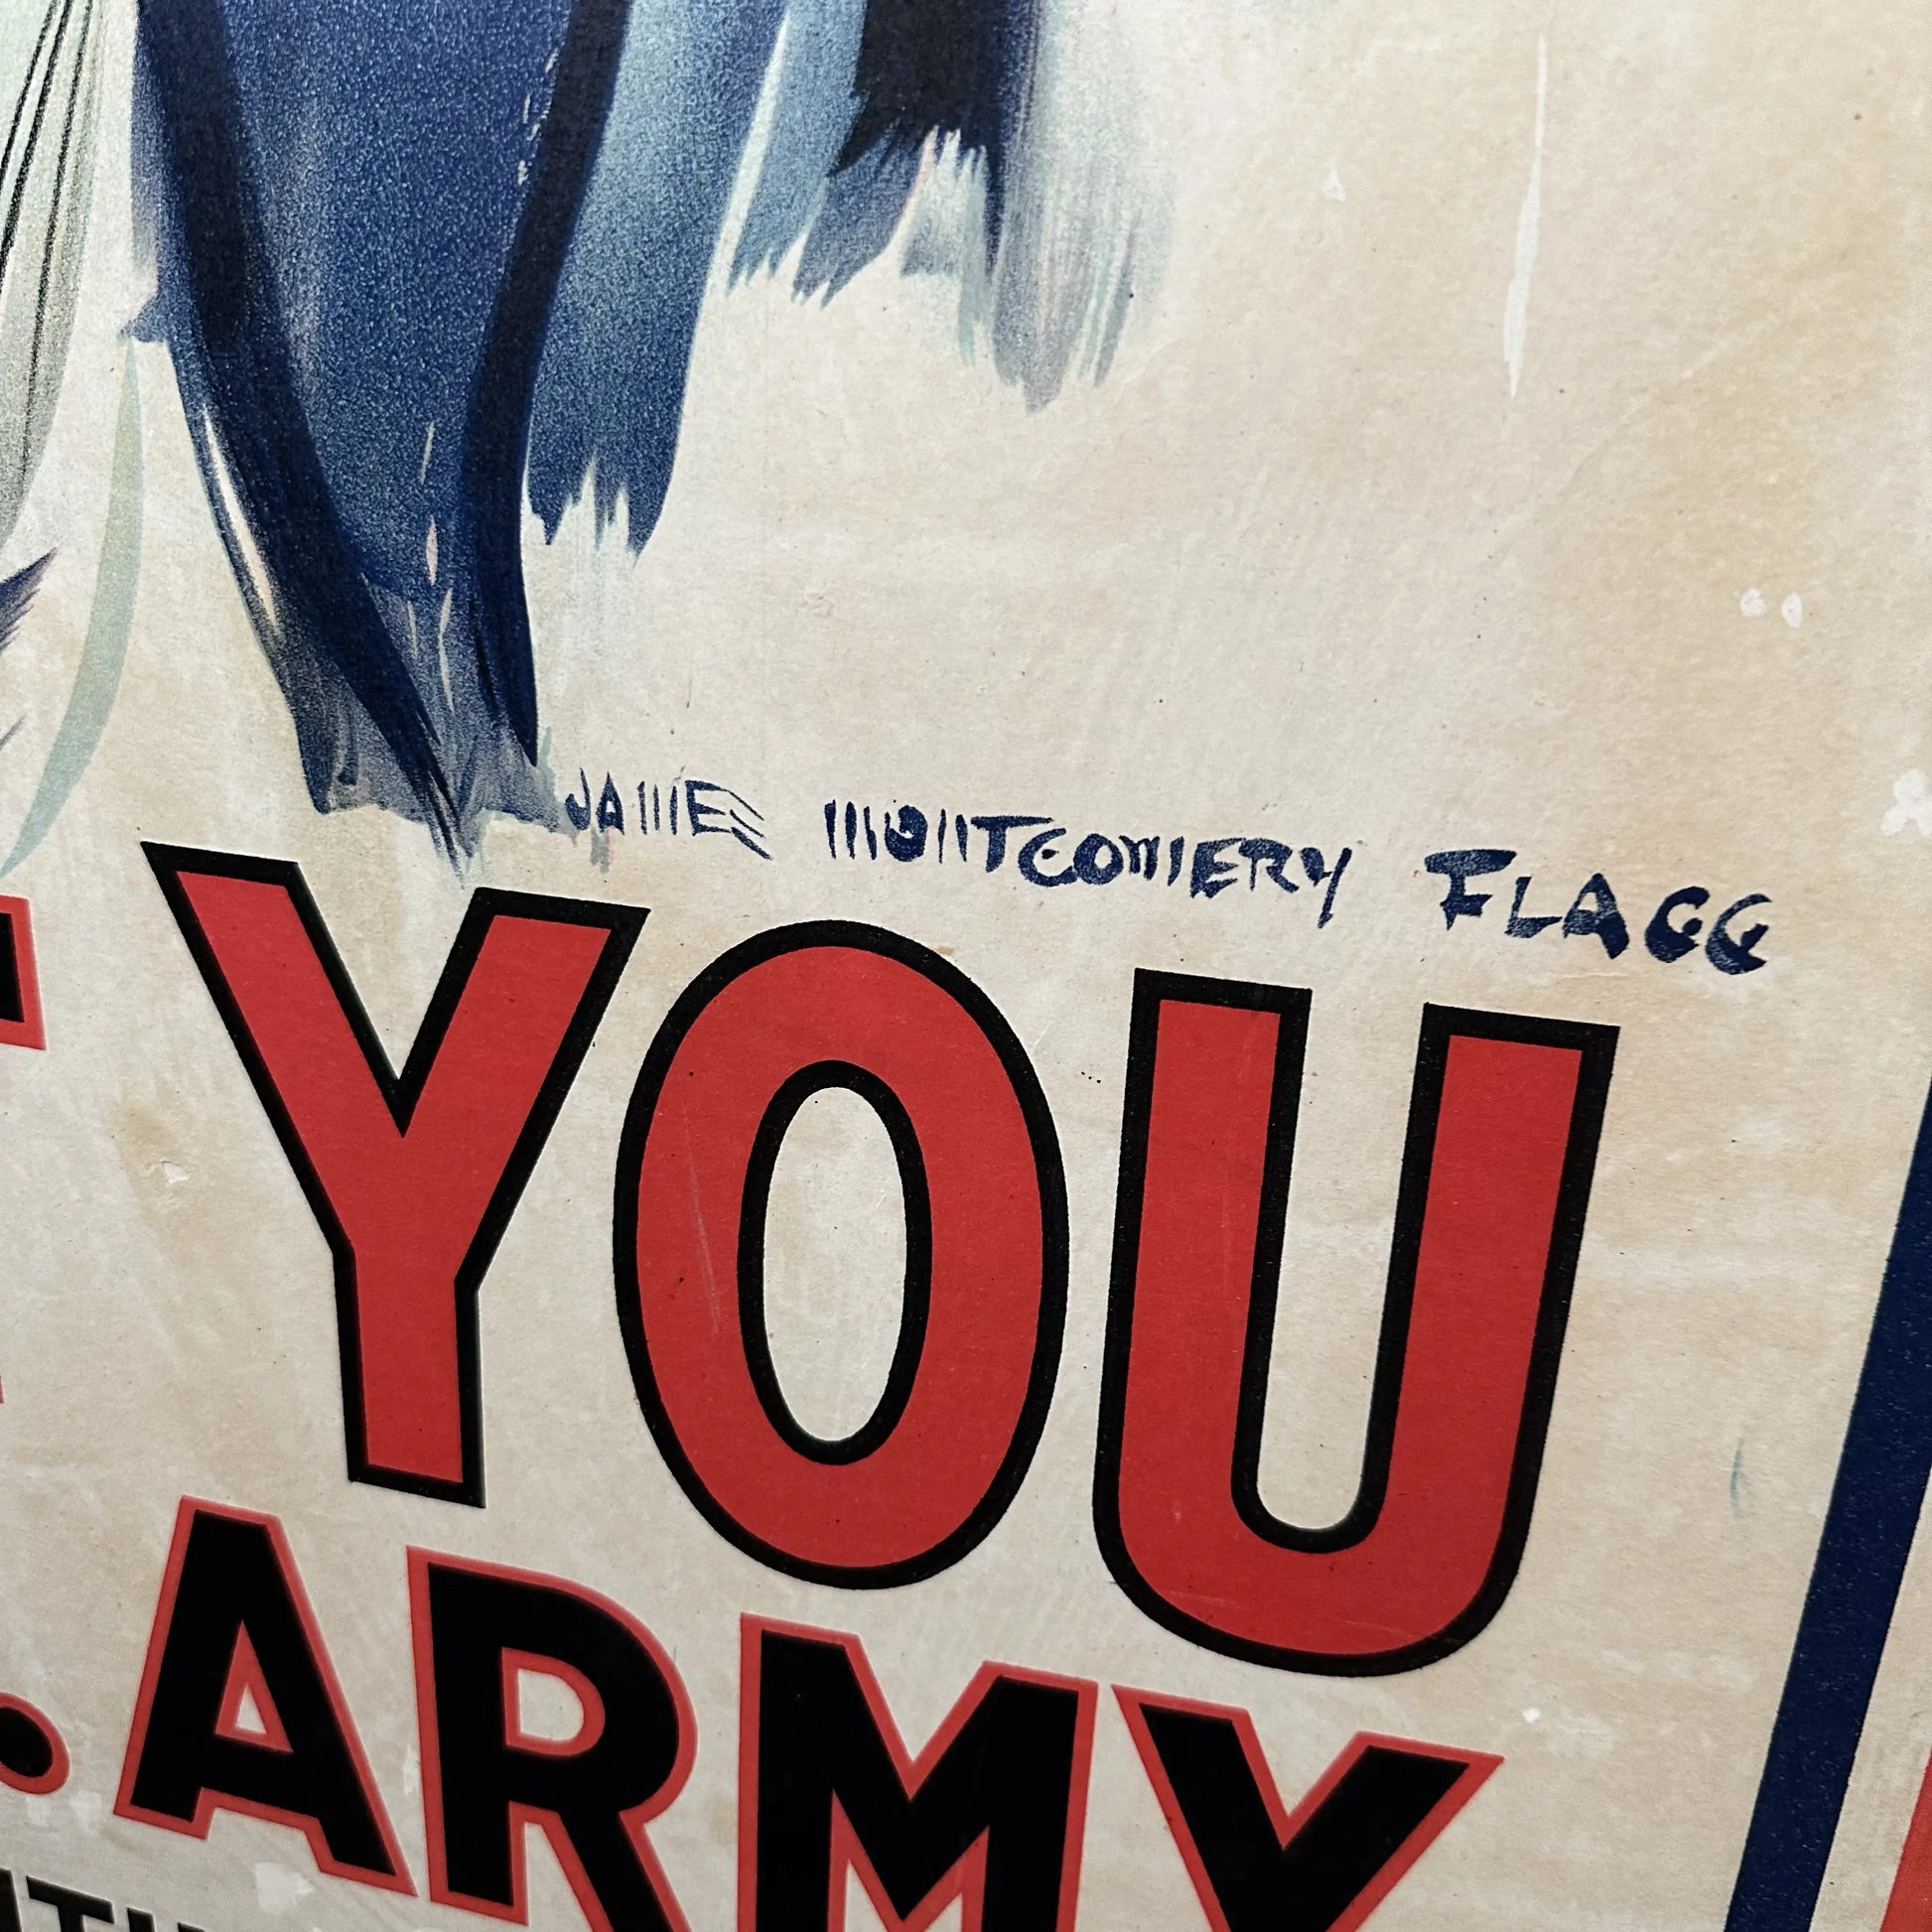 JAMES MONTGOMERY FLAGG
T YOU
. ARMY